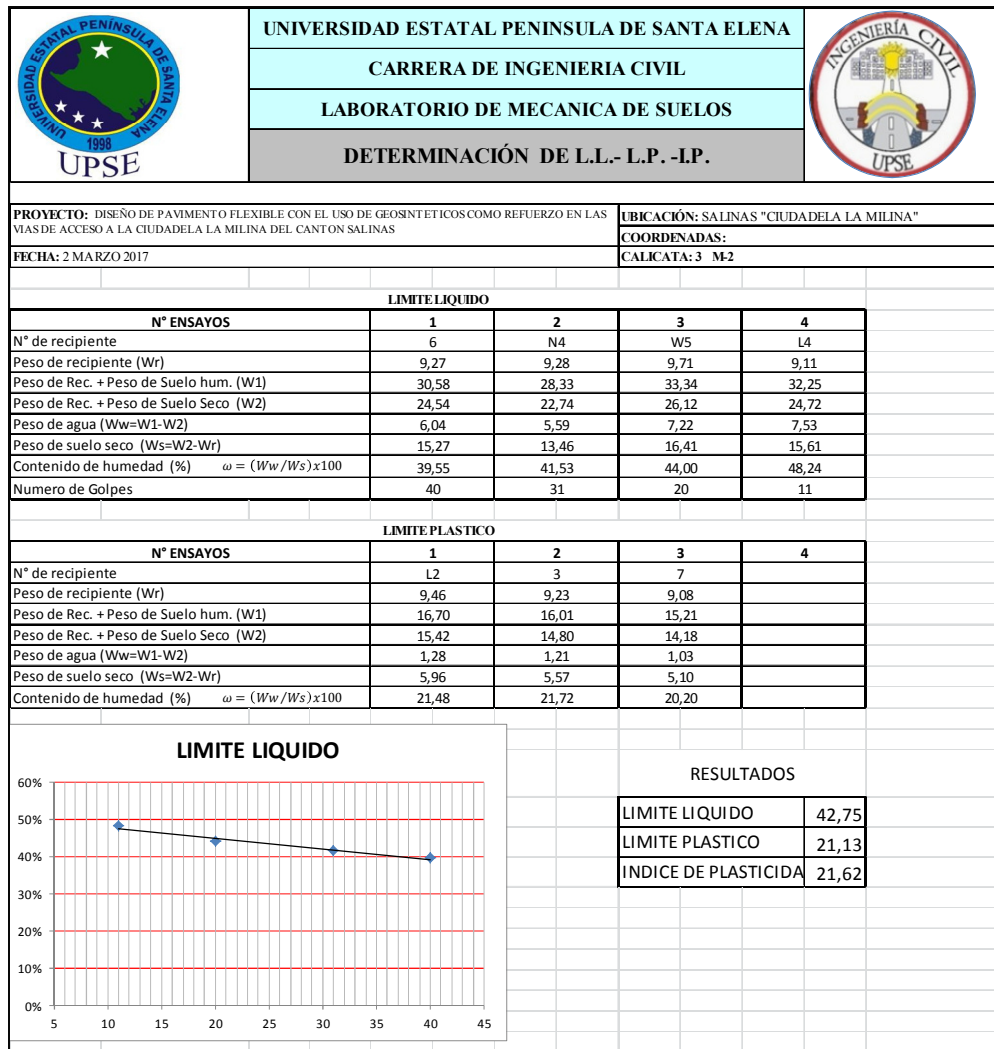 UNIVERSIDAD ESTATAL PENINSULA DE SANTA ELENA
CARRERA DE INGENIERIA CIVIL
LABORATORIO DE MECANICA DE SUELOS
DETERMINACIÓN DE L.L.- L.P. -I.P.
UNIVERSIDAD ESTATAL PENÍNSULA DE SANTA ELENA
1998
UPSE
INGENIERÍA CIVIL
UPSE
PROYECTO: DISEÑO DE PAVIMENTO FLEXIBLE CON EL USO DE GEOSINTETICOS COMO REFUERZO EN LAS
VIAS DE ACCESO A LA CIUDADELA LA MILINA DEL CANTON SALINAS
UBICACIÓN: SALINAS "CIUDADELA LA MILINA"
COORDENADAS:
FECHA: 2 MARZO 2017
CALICATA: 3 M-2
LIMITE LIQUIDO
N° ENSAYOS 1 2 3 4
N° de recipiente 6 N4 W5 L4
Peso de recipiente (Wr) 9,27 9,28 9,71 9,11
Peso de Rec. + Peso de Suelo hum. (W1) 30,58 28,33 33,34 32,25
Peso de Rec. + Peso de Suelo Seco (W2) 24,54 22,74 26,12 24,72
Peso de agua (Ww=W1-W2) 6,04 5,59 7,22 7,53
Peso de suelo seco (Ws=W2-Wr) 15,27 13,46 16,41 15,61
Contenido de humedad (%) ω = (Ww/Ws)x100 39,55 41,53 44,00 48,24
Numero de Golpes 40 31 20 11
LIMITE PLASTICO
N° ENSAYOS 1 2 3 4
N° de recipiente L2 3 7
Peso de recipiente (Wr) 9,46 9,23 9,08
Peso de Rec. + Peso de Suelo hum. (W1) 16,70 16,01 15,21
Peso de Rec. + Peso de Suelo Seco (W2) 15,42 14,80 14,18
Peso de agua (Ww=W1-W2) 1,28 1,21 1,03
Peso de suelo seco (Ws=W2-Wr) 5,96 5,57 5,10
Contenido de humedad (%) ω = (Ww/Ws)x100 21,48 21,72 20,20
LIMITE LIQUIDO
60%
50%
40%
30%
20%
10%
0%
5 10 15 20 25 30 35 40 45
RESULTADOS
LIMITE LIQUIDO 42,75
LIMITE PLASTICO 21,13
INDICE DE PLASTICIDA 21,62